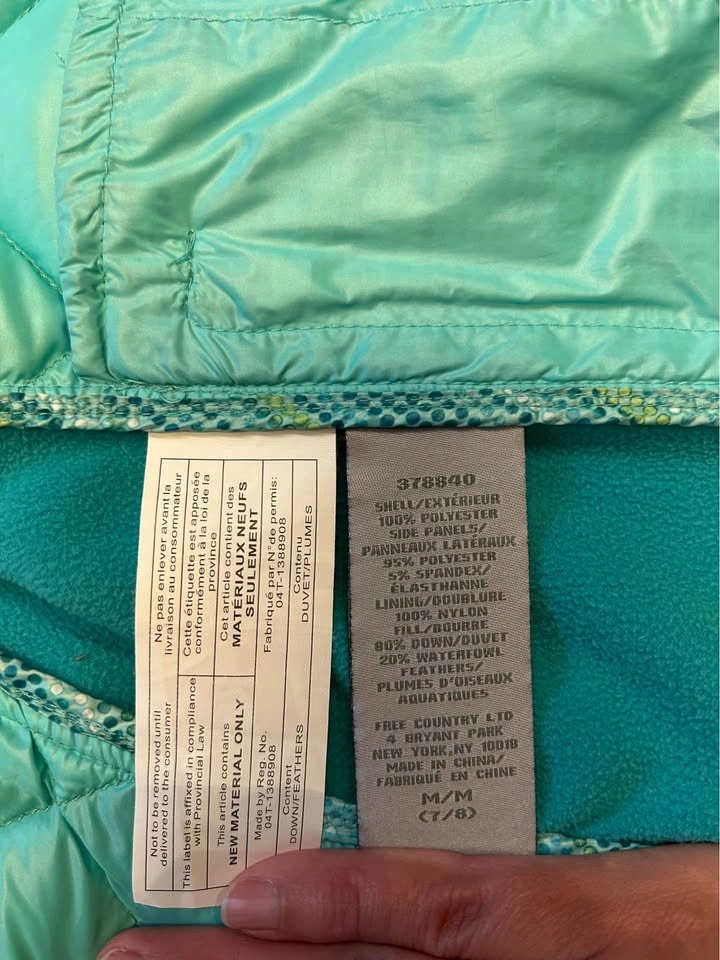 Ne pas enlever avant la
livraison au consommateur
Cette étiquette est apposée
conformément à la loi de la
province
Cet article contient des
MATÉRIAUX NEUFS
SEULEMENT
Fabriqué par N° de permis:
04T-1388908
Contenu
DUVET/PLUMES
Not to be removed until
delivered to the consumer
This label is affixed in compliance
with Provincial Law
This article contains
NEW MATERIAL ONLY
Made by Reg. No.
04T-1388908
Content
DOWN/FEATHERS
378840
SHELL/EXTÉRIEUR
100% POLYESTER
SIDE PANELS/
PANNEAUX LATÉRAUX
95% POLYESTER
5% SPANDEX/
ÉLASTHANNE
LINING/DOUBLURE
100% NYLON
FILL/BOURRE
80% DOWN/DUVET
20% WATERFOWL
FEATHERS/
PLUMES D'OISEAUX
AQUATIQUES
FREE COUNTRY LTD
4 BRYANT PARK
NEW YORK,NY 10018
MADE IN CHINA/
FABRIQUÉ EN CHINE
M/M
(7/8)